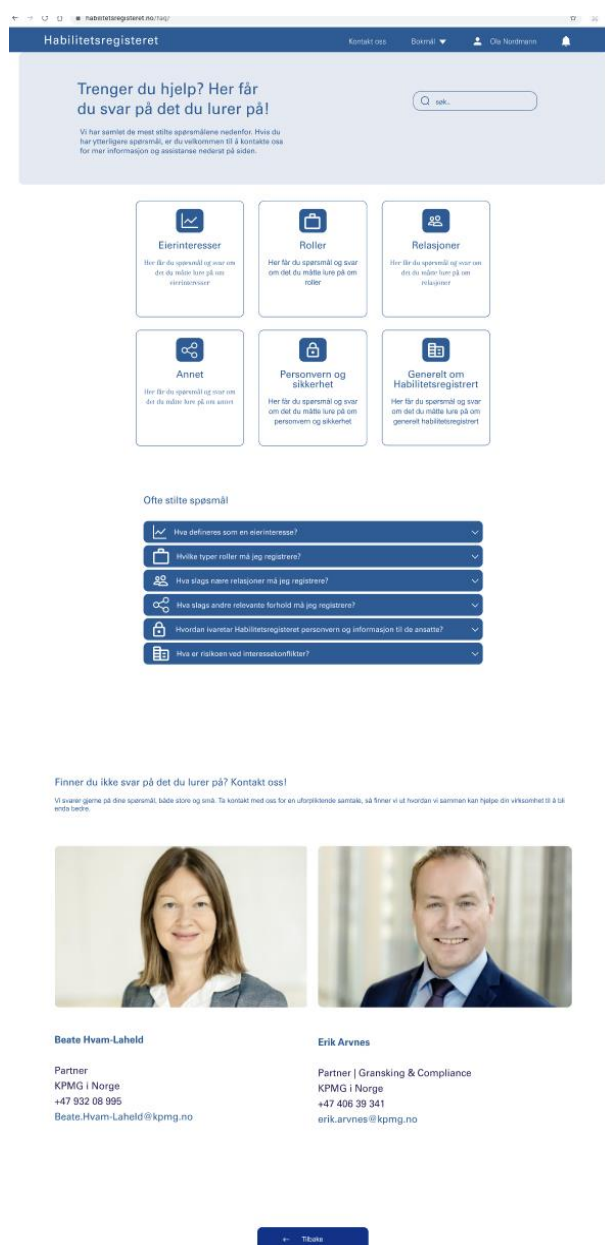 habilitetsregisteret.no/faq/
Habilitetsregisteret
Kontakt oss
Bokmål
Ola Nordmann
Trenger du hjelp? Her får
du svar på det du lurer på!
søk..
Vi har samlet de mest stilte spørsmålene nedenfor. Hvis du
har ytterligere spørsmål, er du velkommen til å kontakte oss
for mer informasjon og assistanse nederst på siden.
Eierinteresser
Her får du spørsmål og svar om
det du måtte lure på om
eierinteresser
Roller
Her får du spørsmål og svar
om det du måtte lure på om
roller
Relasjoner
Her får du spørsmål og svar om
det du måtte lure på om
relasjoner
Annet
Her får du spørsmål og svar om
det du måtte lure på om annet
Personvern og
sikkerhet
Her får du spørsmål og svar
om det du måtte lure på om
personvern og sikkerhet
Generelt om
Habilitetsregistrert
Her får du spørsmål og svar
om det du måtte lure på om
generelt habilitetsregistrert
Ofte stilte spøsmål
Hva defineres som en eierinteresse?
Hvilke typer roller må jeg registrere?
Hva slags nære relasjoner må jeg registrere?
Hva slags andre relevante forhold må jeg registrere?
Hvordan ivaretar Habilitetsregisteret personvern og informasjon til de ansatte?
Hva er risikoen ved interessekonflikter?
Finner du ikke svar på det du lurer på? Kontakt oss!
Vi svarer gjerne på dine spørsmål, både store og små. Ta kontakt med oss for en uforpliktende samtale, så finner vi ut hvordan vi sammen kan hjelpe din virksomhet til å bli
enda bedre.
Beate Hvam-Laheld
Partner
KPMG i Norge
+47 932 08 995
Beate.Hvam-Laheld@kpmg.no
Erik Arvnes
Partner | Gransking & Compliance
KPMG i Norge
+47 406 39 341
erik.arvnes@kpmg.no
← Tilbake